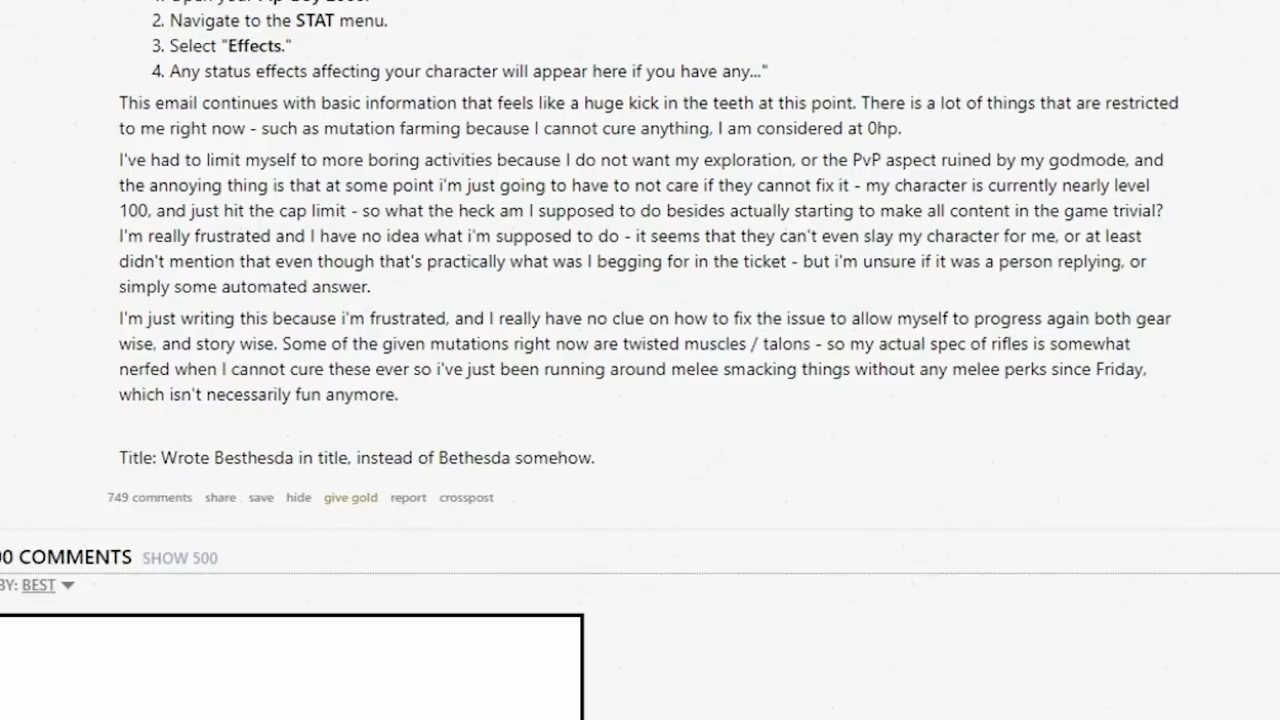 2. Navigate to the STAT menu.
3. Select "Effects."
4. Any status effects affecting your character will appear here if you have any..."
This email continues with basic information that feels like a huge kick in the teeth at this point. There is a lot of things that are restricted
to me right now - such as mutation farming because I cannot cure anything, I am considered at 0hp.
I've had to limit myself to more boring activities because I do not want my exploration, or the PvP aspect ruined by my godmode, and
the annoying thing is that at some point i'm just going to have to not care if they cannot fix it - my character is currently nearly level
100, and just hit the cap limit - so what the heck am I supposed to do besides actually starting to make all content in the game trivial?
I'm really frustrated and I have no idea what i'm supposed to do - it seems that they can't even slay my character for me, or at least
didn't mention that even though that's practically what was I begging for in the ticket - but i'm unsure if it was a person replying, or
simply some automated answer.
I'm just writing this because i'm frustrated, and I really have no clue on how to fix the issue to allow myself to progress again both gear
wise, and story wise. Some of the given mutations right now are twisted muscles / talons - so my actual spec of rifles is somewhat
nerfed when I cannot cure these ever so i've just been running around melee smacking things without any melee perks since Friday,
which isn't necessarily fun anymore.
Title: Wrote Besthesda in title, instead of Bethesda somehow.
749 comments share save hide give gold report crosspost
00 COMMENTS SHOW 500
BY: BEST